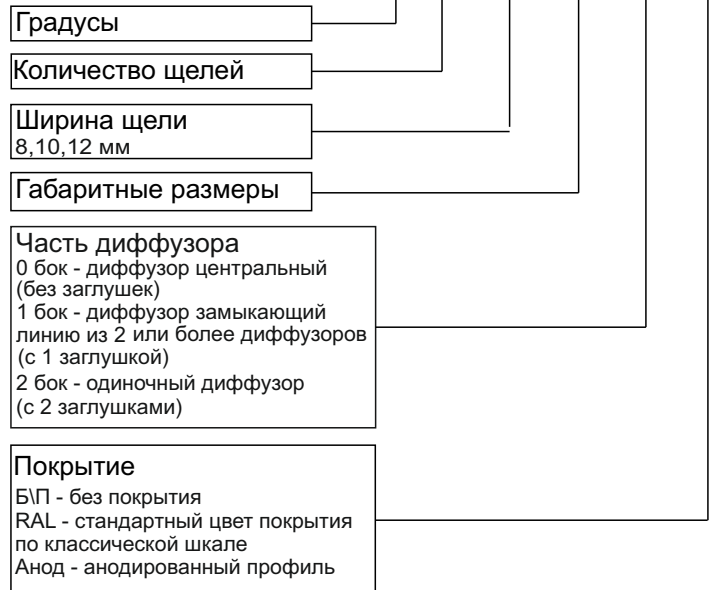 Градусы
Количество щелей
Ширина щели
8,10,12 мм
Габаритные размеры
Часть диффузора
0 бок - диффузор центральный
(без заглушек)
1 бок - диффузор замыкающий
линию из 2 или более диффузоров
(с 1 заглушкой)
2 бок - одиночный диффузор
(с 2 заглушками)
Покрытие
Б\П - без покрытия
RAL - стандартный цвет покрытия
по классической шкале
Анод - анодированный профиль